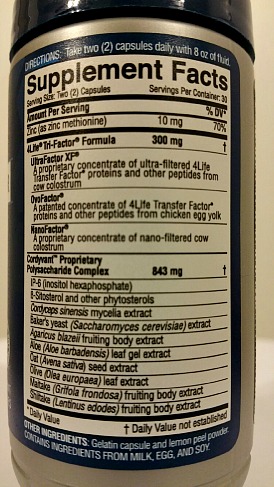 DIRECTIONS: Take two (2) capsules daily with 8 oz of fluid.
Supplement Facts
Serving Size: Two (2) Capsules Servings Per Container: 30
Amount Per Serving % DV*
Zinc (as zinc methionine) 10 mg 70%
4Life® Tri-Factor® Formula 300 mg †
UltraFactor XF®
A proprietary concentrate of ultra-filtered 4Life
Transfer Factor® proteins and other peptides from
cow colostrum
OvoFactor®
A patented concentrate of 4Life Transfer Factor®
proteins and other peptides from chicken egg yolk
NanoFactor®
A proprietary concentrate of nano-filtered cow
colostrum
Cordyvant™ Proprietary
Polysaccharide Complex 843 mg †
IP-6 (inositol hexaphosphate)
ß-Sitosterol and other phytosterols
Cordyceps sinensis mycelia extract
Baker's yeast (Saccharomyces cerevisiae) extract
Agaricus blazeii fruiting body extract
Aloe (Aloe barbadensis) leaf gel extract
Oat (Avena sativa) seed extract
Olive (Olea europaea) leaf extract
Maitake (Grifola frondosa) fruiting body extract
Shiitake (Lentinus edodes) fruiting body extract
*Daily Value † Daily Value not established
OTHER INGREDIENTS: Gelatin capsule and lemon peel powder.
CONTAINS INGREDIENTS FROM MILK, EGG, AND SOY.